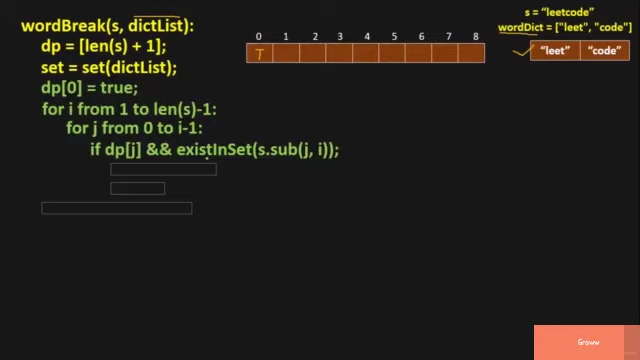 wordBreak(s, dictList):
dp = [len(s) + 1];
set = set(dictList);
dp[0] = true;
for i from 1 to len(s)-1:
for j from 0 to i-1:
if dp[j] && existInSet(s.sub(j, i));
0 1 2 3 4 5 6 7 8
T
s = "leetcode"
wordDict = ["leet", "code"]
"leet" "code"
Groww